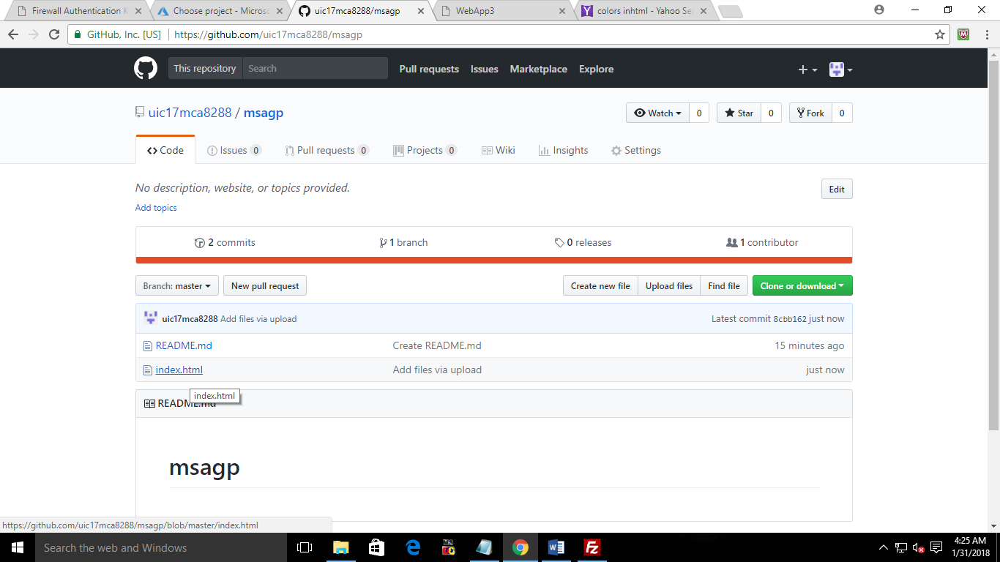 Firewall Authentication K
Choose project - Microso
uic17mca8288/msagp
WebApp3
colors inhtml - Yahoo Se
GitHub, Inc. [US] https://github.com/uic17mca8288/msagp
This repository Search Pull requests Issues Marketplace Explore
uic17mca8288 / msagp Watch 0 Star 0 Fork 0
Code Issues 0 Pull requests 0 Projects 0 Wiki Insights Settings
No description, website, or topics provided. Edit
Add topics
2 commits 1 branch 0 releases 1 contributor
Branch: master New pull request Create new file Upload files Find file Clone or download
uic17mca8288 Add files via upload Latest commit 8cbb162 just now
README.md Create README.md 15 minutes ago
index.html Add files via upload just now
index.html
README.md
msagp
https://github.com/uic17mca8288/msagp/blob/master/index.html
Search the web and Windows
4:25 AM
1/31/2018